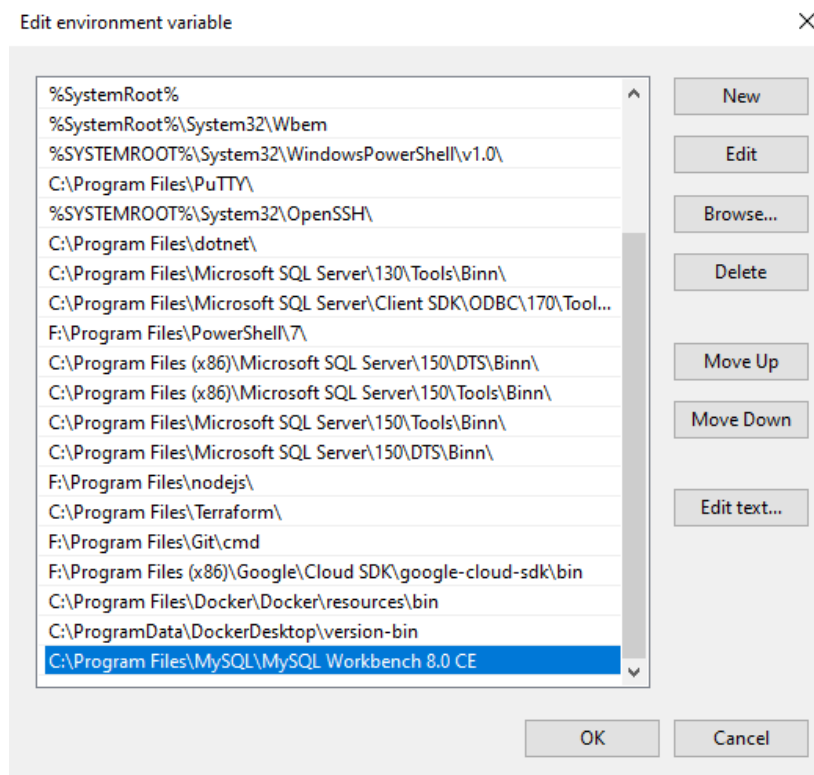 Edit environment variable
%SystemRoot%
%SystemRoot%\System32\Wbem
%SYSTEMROOT%\System32\WindowsPowerShell\v1.0\
C:\Program Files\PuTTY\
%SYSTEMROOT%\System32\OpenSSH\
C:\Program Files\dotnet\
C:\Program Files\Microsoft SQL Server\130\Tools\Binn\
C:\Program Files\Microsoft SQL Server\Client SDK\ODBC\170\Tool...
F:\Program Files\PowerShell\7\
C:\Program Files (x86)\Microsoft SQL Server\150\DTS\Binn\
C:\Program Files (x86)\Microsoft SQL Server\150\Tools\Binn\
C:\Program Files\Microsoft SQL Server\150\Tools\Binn\
C:\Program Files\Microsoft SQL Server\150\DTS\Binn\
F:\Program Files\nodejs\
C:\Program Files\Terraform\
F:\Program Files\Git\cmd
F:\Program Files (x86)\Google\Cloud SDK\google-cloud-sdk\bin
C:\Program Files\Docker\Docker\resources\bin
C:\ProgramData\DockerDesktop\version-bin
C:\Program Files\MySQL\MySQL Workbench 8.0 CE
New
Edit
Browse...
Delete
Move Up
Move Down
Edit text...
OK
Cancel